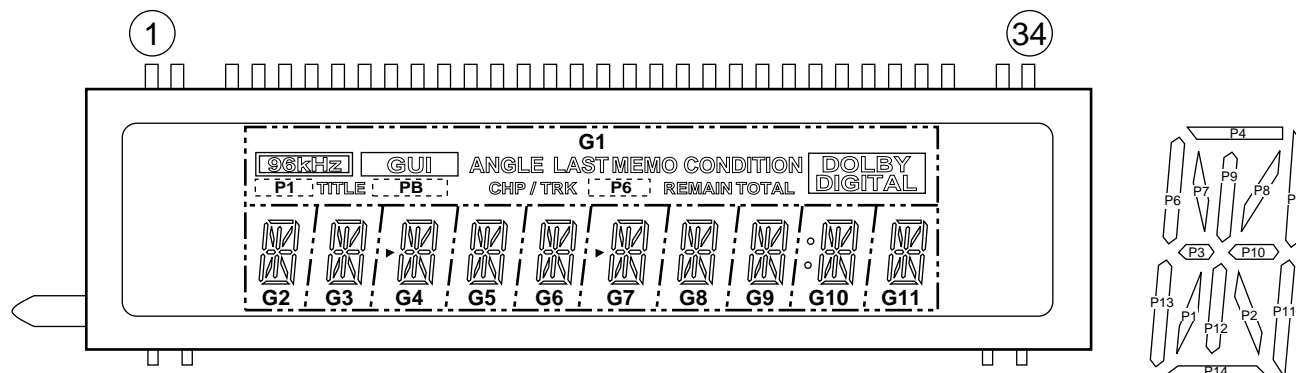 1 34
G1
96kHz GUI ANGLE LAST MEMO CONDITION DOLBY DIGITAL
P1 TITLE PB CHP / TRK P6 REMAIN TOTAL
G2 G3 G4 G5 G6 G7 G8 G9 G10 G11
P4
P6 P7 P9 P8
P3 P10
P13 P1 P12 P2 P11
P14